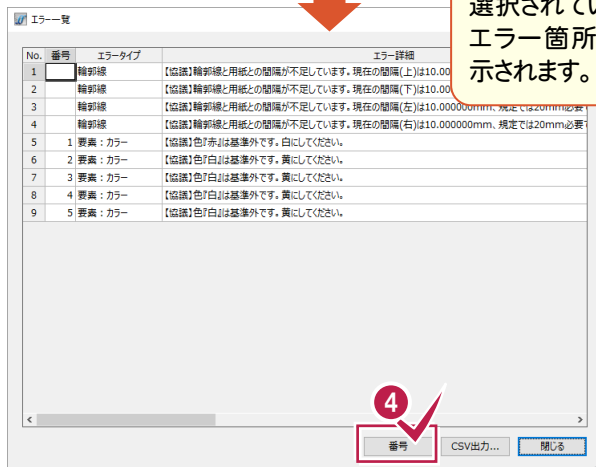 エラー一覧
選択されてい
エラー箇所
示されます。
No. 番号 エラータイプ エラー詳細
1 輪郭線 【協議】輪郭線と用紙との間隔が不足しています。現在の間隔(上)は10.00
2 輪郭線 【協議】輪郭線と用紙との間隔が不足しています。現在の間隔(下)は10.00
3 輪郭線 【協議】輪郭線と用紙との間隔が不足しています。現在の間隔(左)は10.000000mm、規定では20mm必要
4 輪郭線 【協議】輪郭線と用紙との間隔が不足しています。現在の間隔(右)は10.000000mm、規定では20mm必要
5 1 要素：カラー 【協議】色『赤』は基準外です。白にしてください。
6 2 要素：カラー 【協議】色『白』は基準外です。黄にしてください。
7 3 要素：カラー 【協議】色『白』は基準外です。黄にしてください。
8 4 要素：カラー 【協議】色『白』は基準外です。黄にしてください。
9 5 要素：カラー 【協議】色『白』は基準外です。黄にしてください。
4
番号 CSV出力... 閉じる